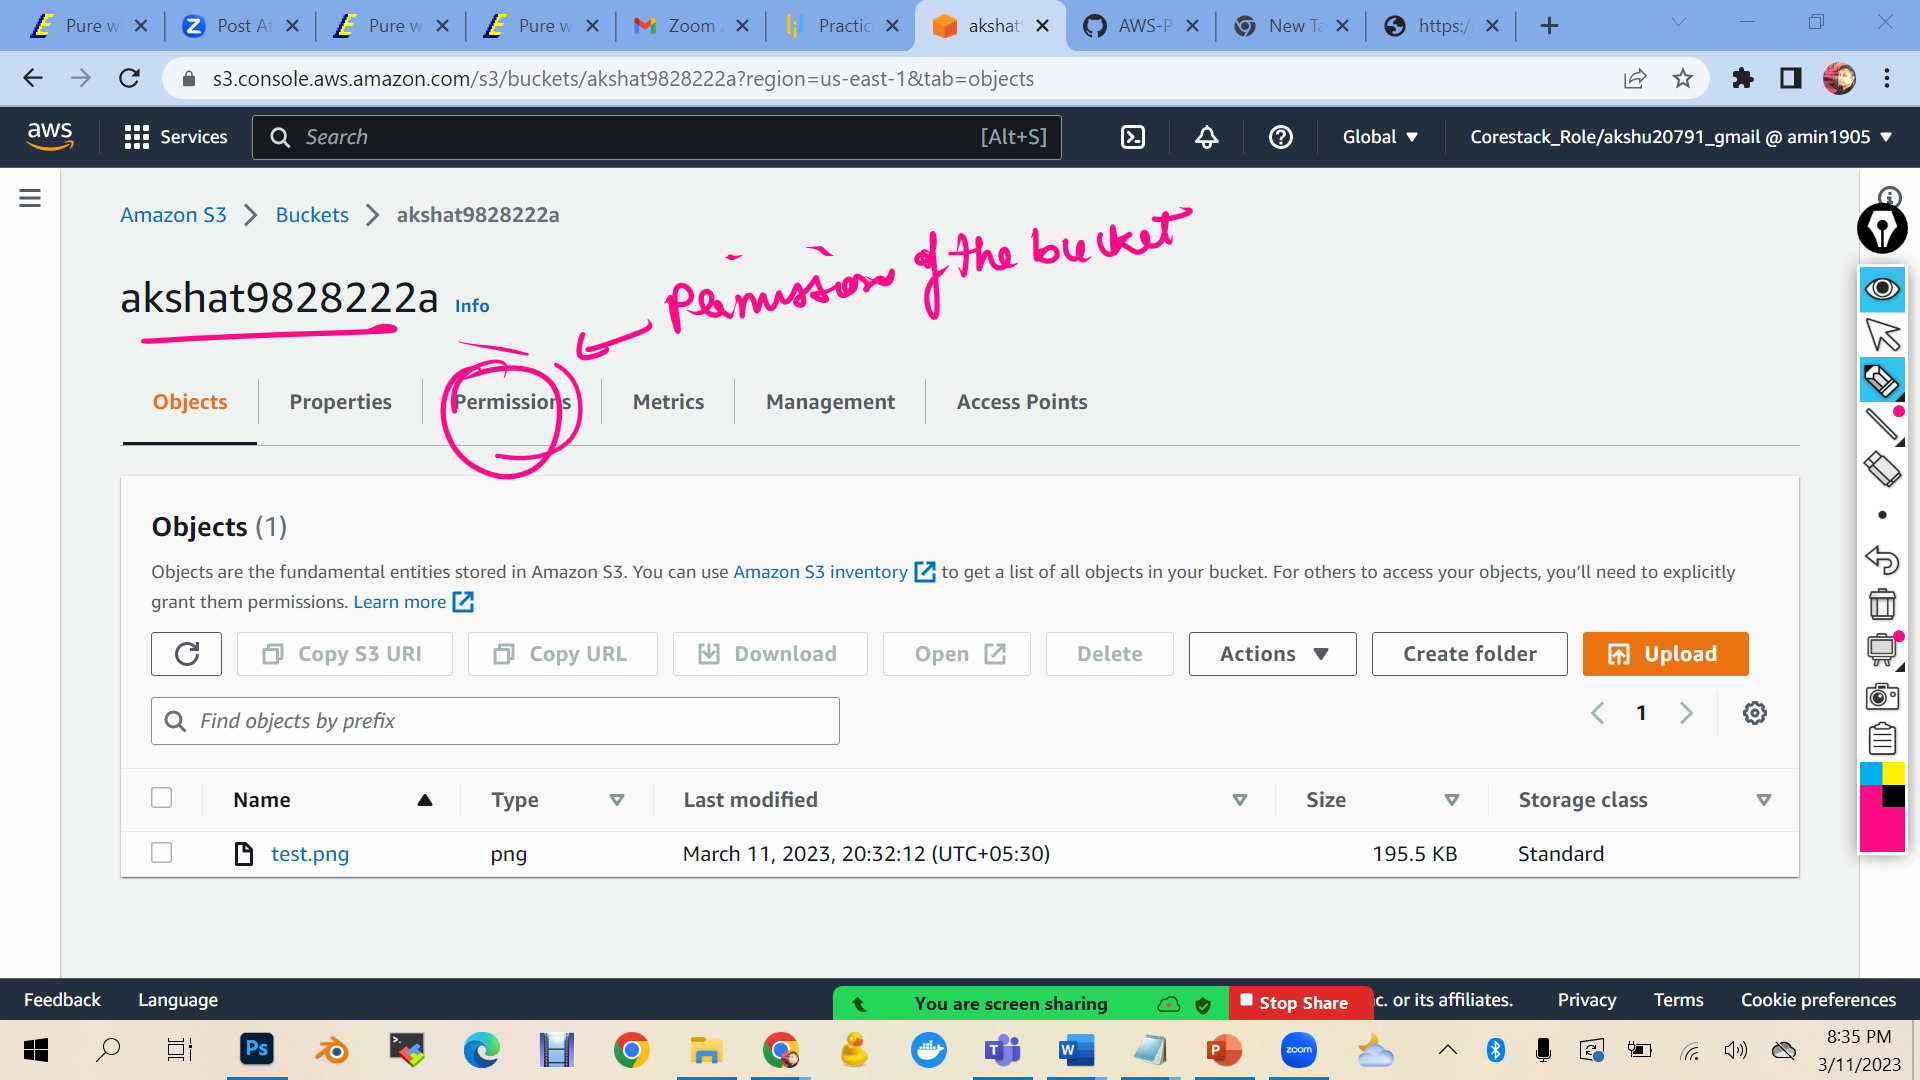 Pure w
Post At
Pure w
Pure w
Zoom
Practic
akshat9
AWS-P
New Ta
https:/
s3.console.aws.amazon.com/s3/buckets/akshat9828222a?region=us-east-1&tab=objects
aws
Services
Search
[Alt+S]
Global
Corestack_Role/akshu20791_gmail @ amin1905
Amazon S3
Buckets
akshat9828222a
Permission of the bucket
akshat9828222a Info
Objects
Properties
Permissions
Metrics
Management
Access Points
Objects (1)
Objects are the fundamental entities stored in Amazon S3. You can use Amazon S3 inventory to get a list of all objects in your bucket. For others to access your objects, you'll need to explicitly
grant them permissions. Learn more
Copy S3 URI
Copy URL
Download
Open
Delete
Actions
Create folder
Upload
Find objects by prefix
1
Name
Type
Last modified
Size
Storage class
test.png
png
March 11, 2023, 20:32:12 (UTC+05:30)
195.5 KB
Standard
Feedback
Language
You are screen sharing
Stop Share
c. or its affiliates.
Privacy
Terms
Cookie preferences
Ps
W
P
zoom
8:35 PM
3/11/2023